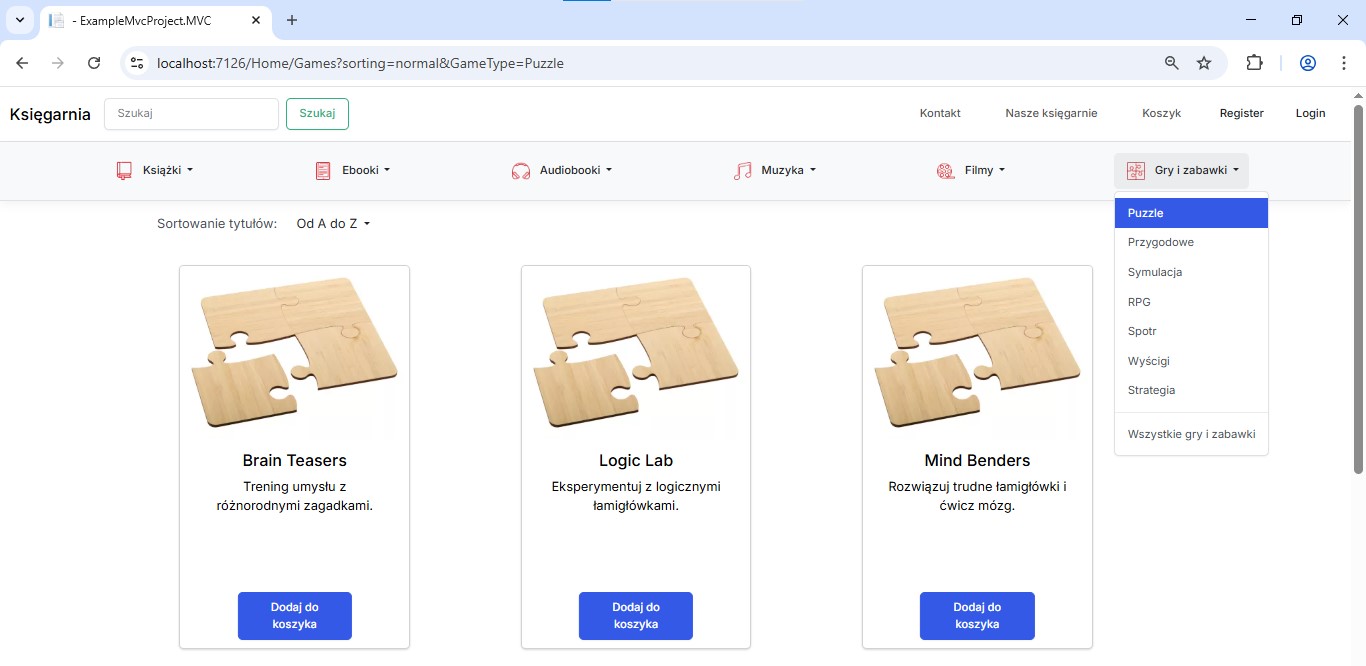 - ExampleMvcProject.MVC
localhost:7126/Home/Games?sorting=normal&GameType=Puzzle
Księgarnia
Szukaj
Szukaj
Kontakt
Nasze księgarnie
Koszyk
Register
Login
Książki
Ebooki
Audiobooki
Muzyka
Filmy
Gry i zabawki
Sortowanie tytułów:
Od A do Z
Puzzle
Przygodowe
Symulacja
RPG
Spotr
Wyścigi
Strategia
Wszystkie gry i zabawki
Brain Teasers
Trening umysłu z
różnorodnymi zagadkami.
Dodaj do
koszyka
Logic Lab
Eksperymentuj z logicznymi
łamigłówkami.
Dodaj do
koszyka
Mind Benders
Rozwiązuj trudne łamigłówki i
ćwicz mózg.
Dodaj do
koszyka